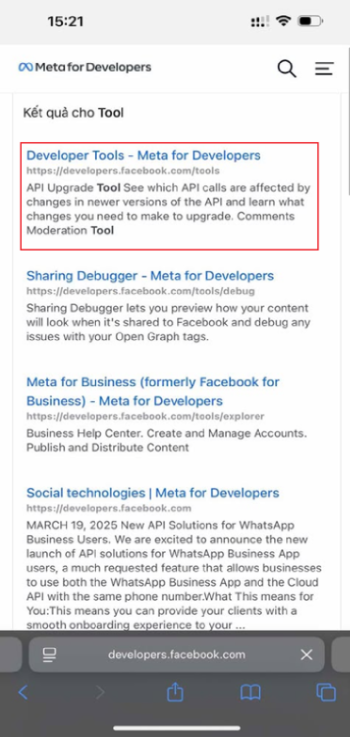 15:21
Meta for Developers
Kết quả cho Tool
Developer Tools - Meta for Developers
https://developers.facebook.com/tools
API Upgrade Tool See which API calls are affected by
changes in newer versions of the API and learn what
changes you need to make to upgrade. Comments
Moderation Tool
Sharing Debugger - Meta for Developers
https://developers.facebook.com/tools/debug
Sharing Debugger lets you preview how your content
will look when it's shared to Facebook and debug any
issues with your Open Graph tags.
Meta for Business (formerly Facebook for
Business) - Meta for Developers
https://developers.facebook.com/tools/explorer
Business Help Center. Create and Manage Accounts.
Publish and Distribute Content
Social technologies | Meta for Developers
https://developers.facebook.com
MARCH 19, 2025 New API Solutions for WhatsApp
Business Users. We are excited to announce the new
launch of API solutions for WhatsApp Business App
users, a much requested feature that allows businesses
to use both the WhatsApp Business App and the Cloud
API with the same phone number.What This means for
You:This means you can provide your clients with a
smooth onboarding experience to your ...
developers.facebook.com